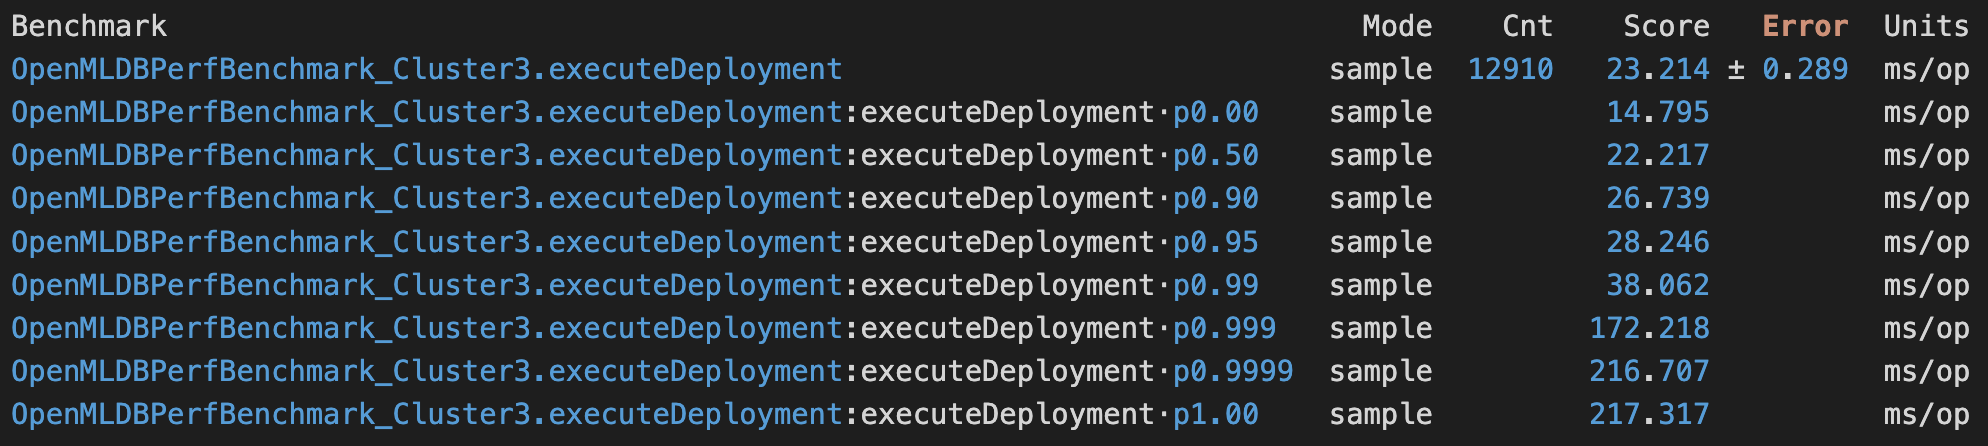 Benchmark Mode Cnt Score Error Units
OpenMLDBPerfBenchmark_Cluster3.executeDeployment sample 12910 23.214 ± 0.289 ms/op
OpenMLDBPerfBenchmark_Cluster3.executeDeployment:executeDeployment·p0.00 sample 14.795 ms/op
OpenMLDBPerfBenchmark_Cluster3.executeDeployment:executeDeployment·p0.50 sample 22.217 ms/op
OpenMLDBPerfBenchmark_Cluster3.executeDeployment:executeDeployment·p0.90 sample 26.739 ms/op
OpenMLDBPerfBenchmark_Cluster3.executeDeployment:executeDeployment·p0.95 sample 28.246 ms/op
OpenMLDBPerfBenchmark_Cluster3.executeDeployment:executeDeployment·p0.99 sample 38.062 ms/op
OpenMLDBPerfBenchmark_Cluster3.executeDeployment:executeDeployment·p0.999 sample 172.218 ms/op
OpenMLDBPerfBenchmark_Cluster3.executeDeployment:executeDeployment·p0.9999 sample 216.707 ms/op
OpenMLDBPerfBenchmark_Cluster3.executeDeployment:executeDeployment·p1.00 sample 217.317 ms/op